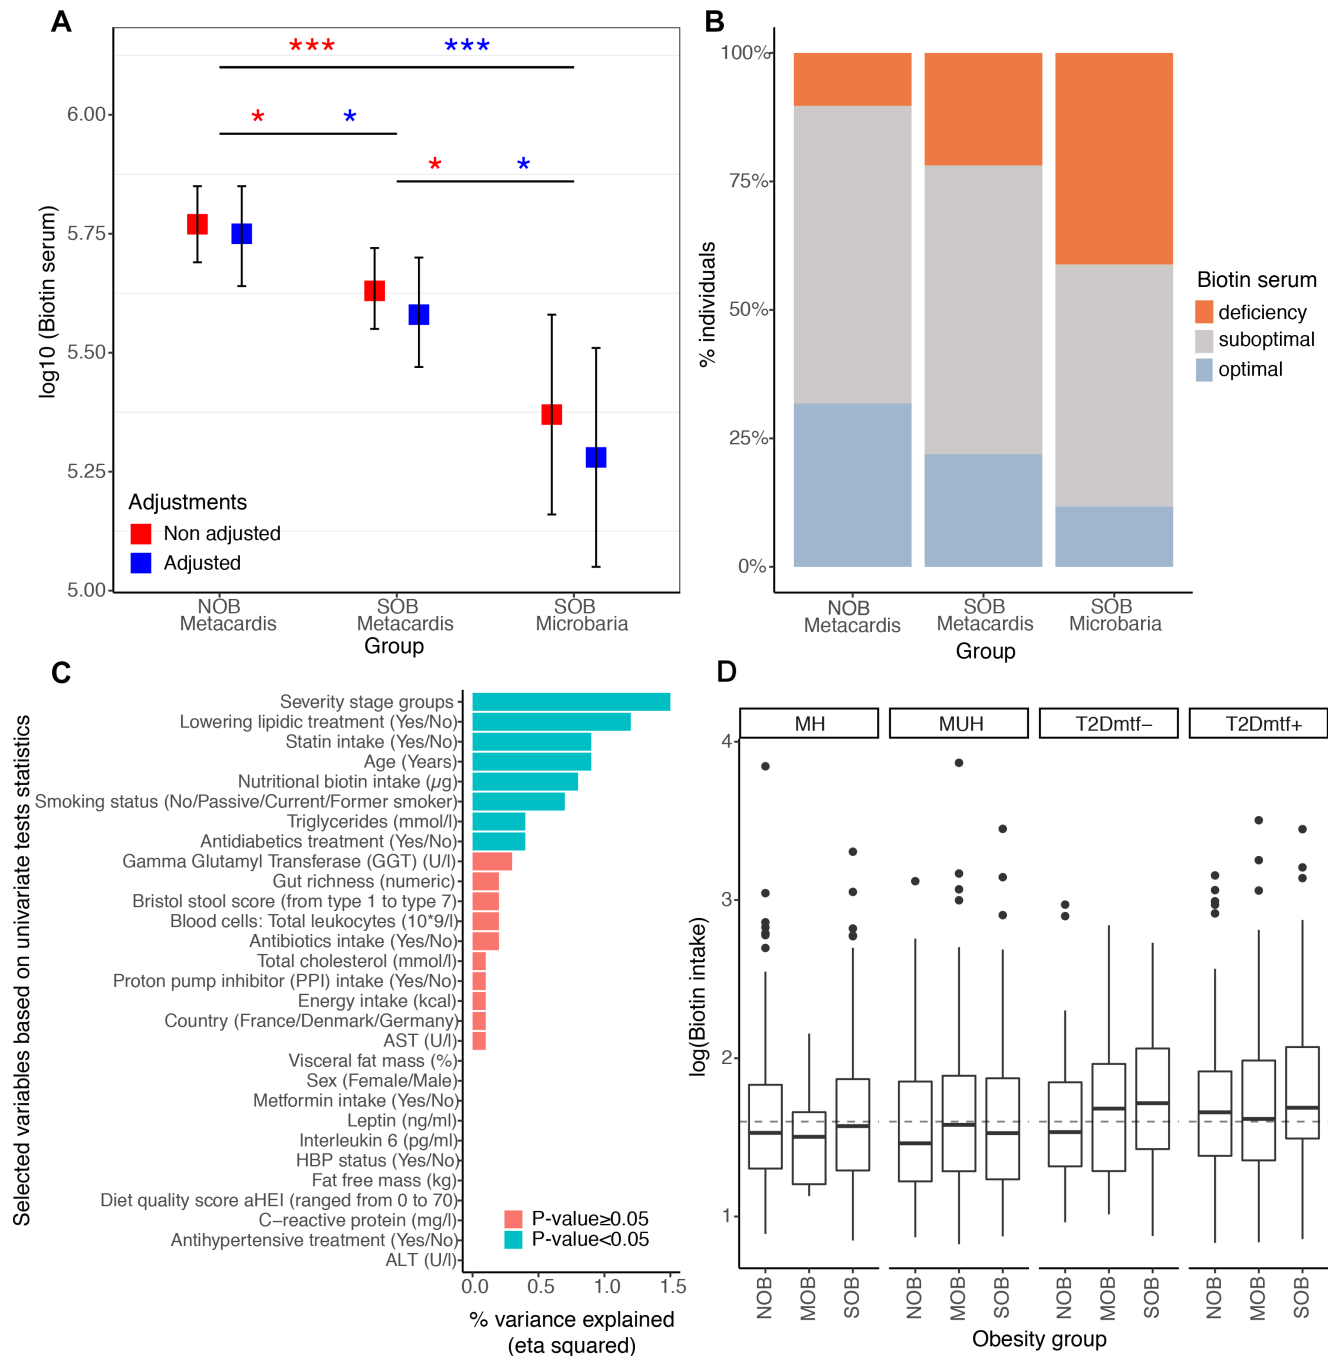 A
***
***
*
*
*
*
6.00
5.75
5.50
5.25
5.00
log10 (Biotin serum)
Adjustments
Non adjusted
Adjusted
NOB
Metacardis
SOB
Metacardis
SOB
Microbaria
Group
B
100%
75%
50%
25%
0%
% individuals
NOB
Metacardis
SOB
Metacardis
SOB
Microbaria
Group
Biotin serum
deficiency
suboptimal
optimal
C
Selected variables based on univariate tests statistics
Severity stage groups
Lowering lipidic treatment (Yes/No)
Statin intake (Yes/No)
Age (Years)
Nutritional biotin intake (µg)
Smoking status (No/Passive/Current/Former smoker)
Triglycerides (mmol/l)
Antidiabetics treatment (Yes/No)
Gamma Glutamyl Transferase (GGT) (U/l)
Gut richness (numeric)
Bristol stool score (from type 1 to type 7)
Blood cells: Total leukocytes (10*9/l)
Antibiotics intake (Yes/No)
Total cholesterol (mmol/l)
Proton pump inhibitor (PPI) intake (Yes/No)
Energy intake (kcal)
Country (France/Denmark/Germany)
AST (U/l)
Visceral fat mass (%)
Sex (Female/Male)
Metformin intake (Yes/No)
Leptin (ng/ml)
Interleukin 6 (pg/ml)
HBP status (Yes/No)
Fat free mass (kg)
Diet quality score aHEI (ranged from 0 to 70)
C−reactive protein (mg/l)
Antihypertensive treatment (Yes/No)
ALT (U/l)
P-value≥0.05
P-value<0.05
0.0 0.5 1.0 1.5
% variance explained
(eta squared)
D
MH MUH T2Dmtf− T2Dmtf+
4
3
2
1
log(Biotin intake)
NOB MOB SOB NOB MOB SOB NOB MOB SOB NOB MOB SOB
Obesity group